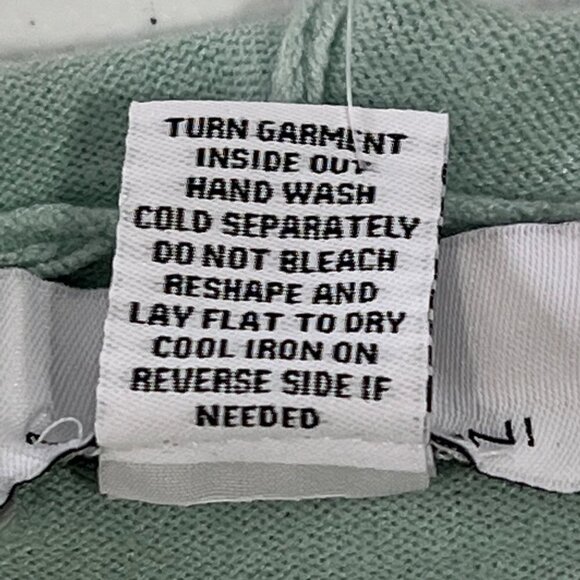 TURN GARMENT
INSIDE OUT
HAND WASH
COLD SEPARATELY
DO NOT BLEACH
RESHAPE AND
LAY FLAT TO DRY
COOL IRON ON
REVERSE SIDE IF
NEEDED